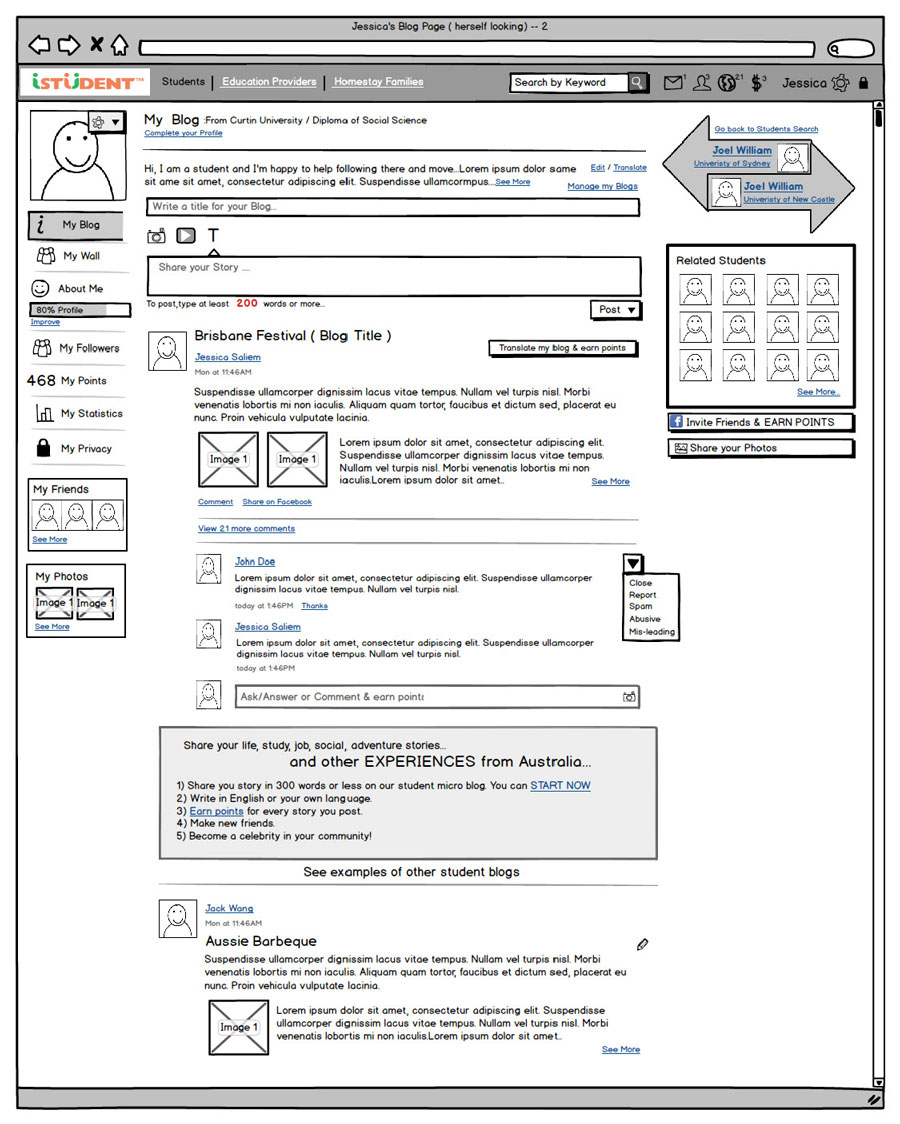 Jessica's Blog Page ( herself looking) -- 2
iSTUDENT™ Students Education Providers Homestay Families Search by Keyword 1 3 21 $ 3 Jessica
My Blog :From Curtin University / Diploma of Social Science
Complete your Profile
Hi, I am a student and I'm happy to help following there and move...Lorem ipsum dolor same
sit ame sit amet, consectetur adipiscing elit. Suspendisse ullamcormpus...See More
Edit / Translate
Manage my Blogs
Write a title for your Blog...
T
Share your Story ....
To post,type at least 200 words or more...
Post
i My Blog
My Wall
About Me
80% Profile
Improve
My Followers
468 My Points
My Statistics
My Privacy
My Friends
See More
My Photos
Image 1 Image 1
See More
Go back to Students Search
Joel William
Univeristy of Sydney
Joel William
Univeristy of New Castle
Related Students
See More...
f Invite Friends & EARN POINTS
Share your Photos
Brisbane Festival ( Blog Title )
Translate my blog & earn points
Jessica Saliem
Mon at 11:46AM
Suspendisse ullamcorper dignissim lacus vitae tempus. Nullam vel turpis nisl. Morbi
venenatis lobortis mi non iaculis. Aliquam quam tortor, faucibus et dictum sed, placerat eu
nunc. Proin vehicula vulputate lacinia.
Image 1 Image 1
Lorem ipsum dolor sit amet, consectetur adipiscing elit.
Suspendisse ullamcorper dignissim lacus vitae tempus.
Nullam vel turpis nisl. Morbi venenatis lobortis mi non
iaculis.Lorem ipsum dolor sit amet..
See More
Comment Share on Facebook
View 21 more comments
John Doe
Lorem ipsum dolor sit amet, consectetur adipiscing elit. Suspendisse ullamcorper
dignissim lacus vitae tempus. Nullam vel turpis nisl.
today at 1:46PM Thanks
Close
Report
Spam
Abusive
Mis-leading
Jessica Saliem
Lorem ipsum dolor sit amet, consectetur adipiscing elit. Suspendisse ullamcorper
dignissim lacus vitae tempus. Nullam vel turpis nisl.
today at 1:46PM
Ask/Answer or Comment & earn points
Share your life, study, job, social, adventure stories...
and other EXPERIENCES from Australia...
1) Share you story in 300 words or less on our student micro blog. You can START NOW
2) Write in English or your own language.
3) Earn points for every story you post.
4) Make new friends.
5) Become a celebrity in your community!
See examples of other student blogs
Jack Wang
Mon at 11:46AM
Aussie Barbeque
Suspendisse ullamcorper dignissim lacus vitae tempus. Nullam vel turpis nisl. Morbi
venenatis lobortis mi non iaculis. Aliquam quam tortor, faucibus et dictum sed, placerat eu
nunc. Proin vehicula vulputate lacinia.
Image 1
Lorem ipsum dolor sit amet, consectetur adipiscing elit. Suspendisse
ullamcorper dignissim lacus vitae tempus. Nullam vel turpis nisl. Morbi
venenatis lobortis mi non iaculis.Lorem ipsum dolor sit amet..
See More